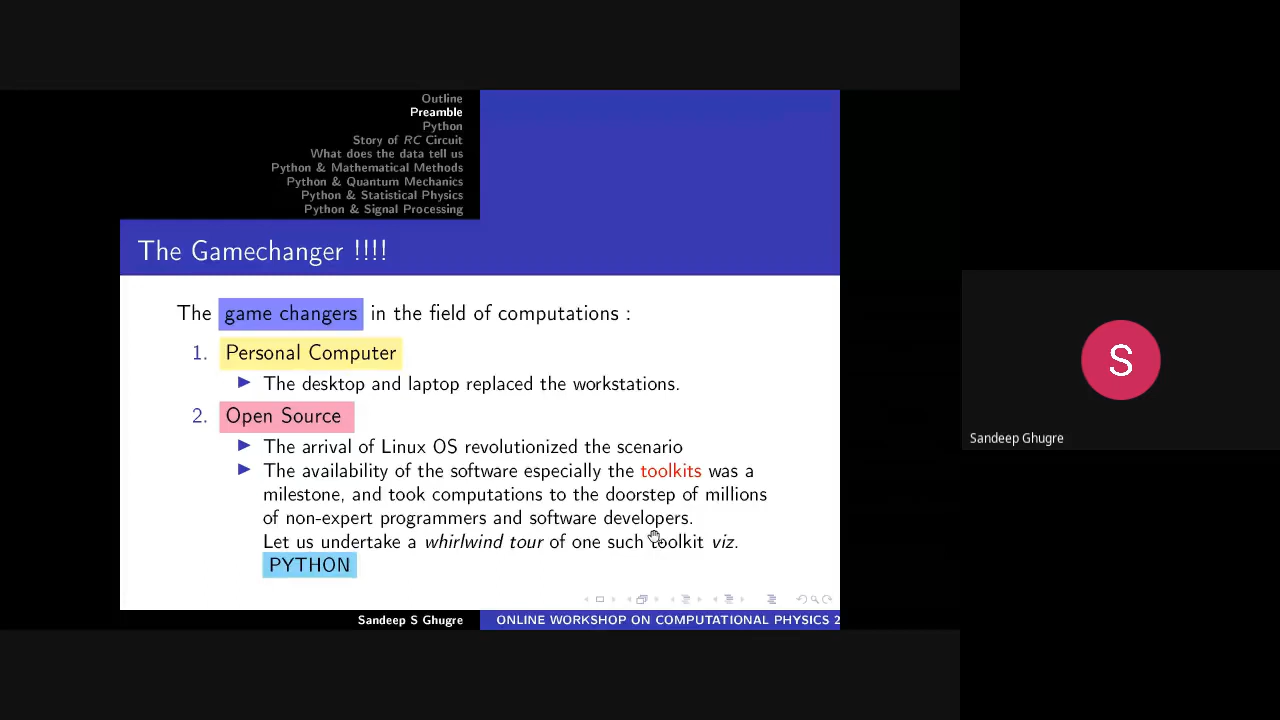 Outline
Preamble
Python
Story of RC Circuit
What does the data tell us
Python & Mathematical Methods
Python & Quantum Mechanics
Python & Statistical Physics
Python & Signal Processing
The Gamechanger !!!!
The game changers in the field of computations :
1. Personal Computer
▶ The desktop and laptop replaced the workstations.
2. Open Source
▶ The arrival of Linux OS revolutionized the scenario
▶ The availability of the software especially the toolkits was a
milestone, and took computations to the doorstep of millions
of non-expert programmers and software developers.
Let us undertake a whirlwind tour of one such toolkit viz.
PYTHON
Sandeep S Ghugre
ONLINE WORKSHOP ON COMPUTATIONAL PHYSICS 2
S
Sandeep Ghugre